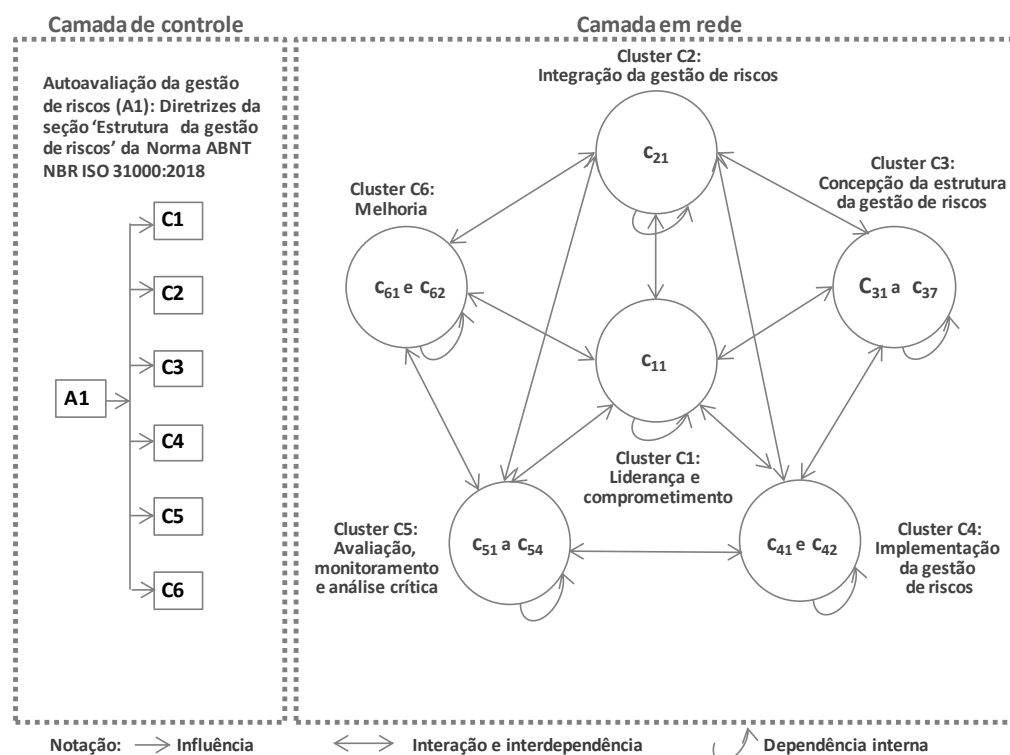 Camada de controle
Autoavaliação da gestão
de riscos (A1): Diretrizes da
seção ‘Estrutura da gestão
de riscos’ da Norma ABNT
NBR ISO 31000:2018
A1
C1
C2
C3
C4
C5
C6
Camada em rede
Cluster C2:
Integração da gestão de riscos
c21
Cluster C6:
Melhoria
c61 e c62
Cluster C3:
Concepção da estrutura
da gestão de riscos
C31 a c37
c11
Cluster C1:
Liderança e
comprometimento
Cluster C5:
Avaliação,
monitoramento
e análise crítica
c51 a c54
c41 e c42
Cluster C4:
Implementação
da gestão
de riscos
Notação: Influência Interação e interdependência Dependência interna